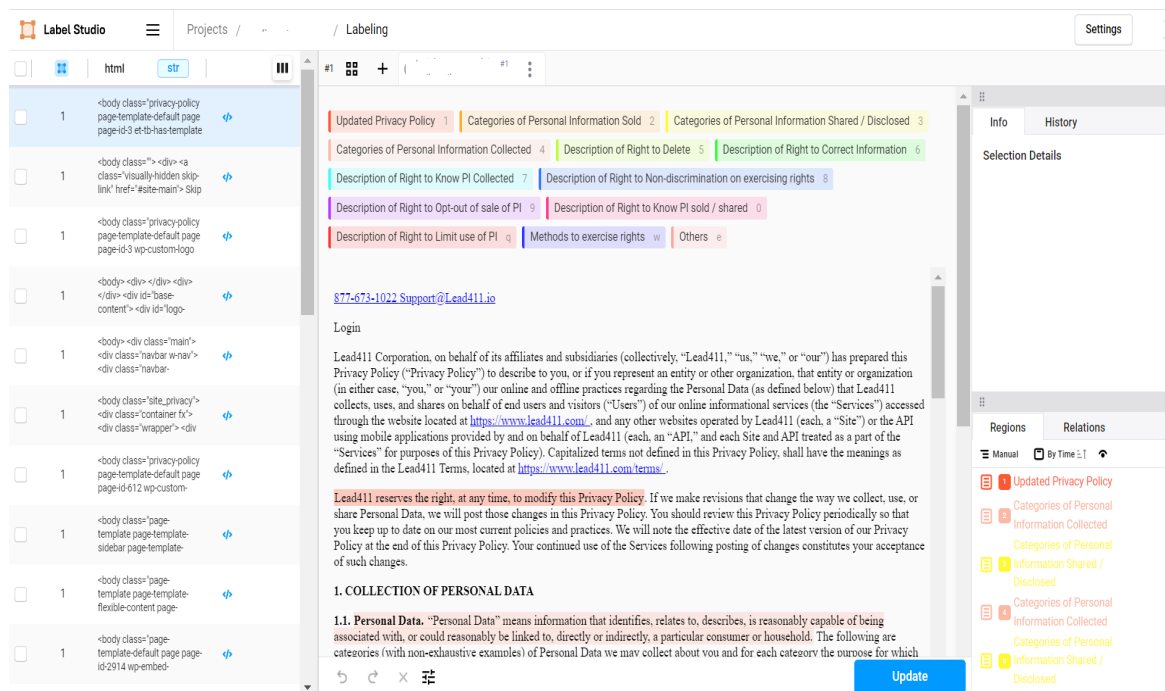 Label Studio
Projects /
/ Labeling
Settings
html
str
#1
#1
1
<body class="privacy-policy
page-template-default page
page-id-3 et-tb-has-template
1
<body class=""> <div> <a
class="visually-hidden skip-
link" href="#site-main"> Skip
1
<body class="privacy-policy
page-template-default page
page-id-3 wp-custom-logo
1
<body> <div> </div> <div>
</div> <div id="base-
content"> <div id="logo-
1
<body> <div class="main">
<div class="navbar w-nav">
<div class="navbar-
1
<body class="site_privacy">
<div class="container fx">
<div class="wrapper"> <div
1
<body class="privacy-policy
page-template-default page
page-id-612 wp-custom-
1
<body class="page-
template page-template-
sidebar page-template-
1
<body class="page-
template page-template-
flexible-content page-
1
<body class="page-
template-default page page-
id-2914 wp-embed-
Updated Privacy Policy 1
Categories of Personal Information Sold 2
Categories of Personal Information Shared / Disclosed 3
Categories of Personal Information Collected 4
Description of Right to Delete 5
Description of Right to Correct Information 6
Description of Right to Know PI Collected 7
Description of Right to Non-discrimination on exercising rights 8
Description of Right to Opt-out of sale of PI 9
Description of Right to Know PI sold / shared 0
Description of Right to Limit use of PI q
Methods to exercise rights w
Others e
877-673-1022 Support@Lead411.io
Login
Lead411 Corporation, on behalf of its affiliates and subsidiaries (collectively, “Lead411,” “us,” “we,” or “our”) has prepared this
Privacy Policy (“Privacy Policy”) to describe to you, or if you represent an entity or other organization, that entity or organization
(in either case, “you,” or “your”) our online and offline practices regarding the Personal Data (as defined below) that Lead411
collects, uses, and shares on behalf of end users and visitors (“Users”) of our online informational services (the “Services”) accessed
through the website located at https://www.lead411.com/ , and any other websites operated by Lead411 (each, a “Site”) or the API
using mobile applications provided by and on behalf of Lead411 (each, an “API,” and each Site and API treated as a part of the
“Services” for purposes of this Privacy Policy). Capitalized terms not defined in this Privacy Policy, shall have the meanings as
defined in the Lead411 Terms, located at https://www.lead411.com/terms/ .
Lead411 reserves the right, at any time, to modify this Privacy Policy. If we make revisions that change the way we collect, use, or
share Personal Data, we will post those changes in this Privacy Policy. You should review this Privacy Policy periodically so that
you keep up to date on our most current policies and practices. We will note the effective date of the latest version of our Privacy
Policy at the end of this Privacy Policy. Your continued use of the Services following posting of changes constitutes your acceptance
of such changes.
1. COLLECTION OF PERSONAL DATA
1.1. Personal Data. “Personal Data” means information that identifies, relates to, describes, is reasonably capable of being
associated with, or could reasonably be linked to, directly or indirectly, a particular consumer or household. The following are
categories (with non-exhaustive examples) of Personal Data we may collect about you and for each category the purpose for which
Update
Info
History
Selection Details
Regions
Relations
Manual
By Time
1 Updated Privacy Policy
2 Categories of Personal
Information Collected
3 Categories of Personal
Information Shared /
Disclosed
4 Categories of Personal
Information Collected
5 Categories of Personal
Information Shared /
Disclosed